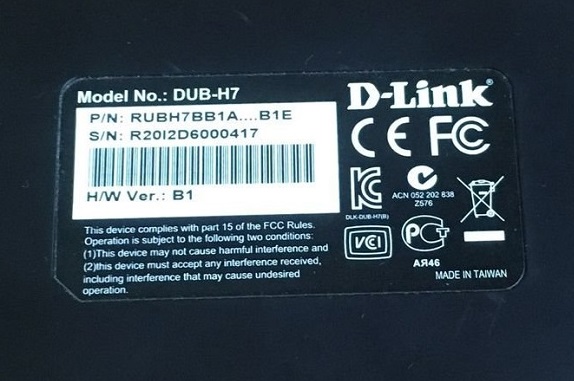 Model No.: DUB-H7
D-Link®
P/N: RUBH7BB1A....B1E
S/N: R20I2D6000417
H/W Ver.: B1
CE FC
KC
ACN 052 202 838
Z576
DLK-DUB-H7(B)
VCI
PCT
АЯ46
This device complies with part 15 of the FCC Rules.
Operation is subject to the following two conditions:
(1)This device may not cause harmful interference and
(2)this device must accept any interference received,
including interference that may cause undesired
operation.
MADE IN TAIWAN